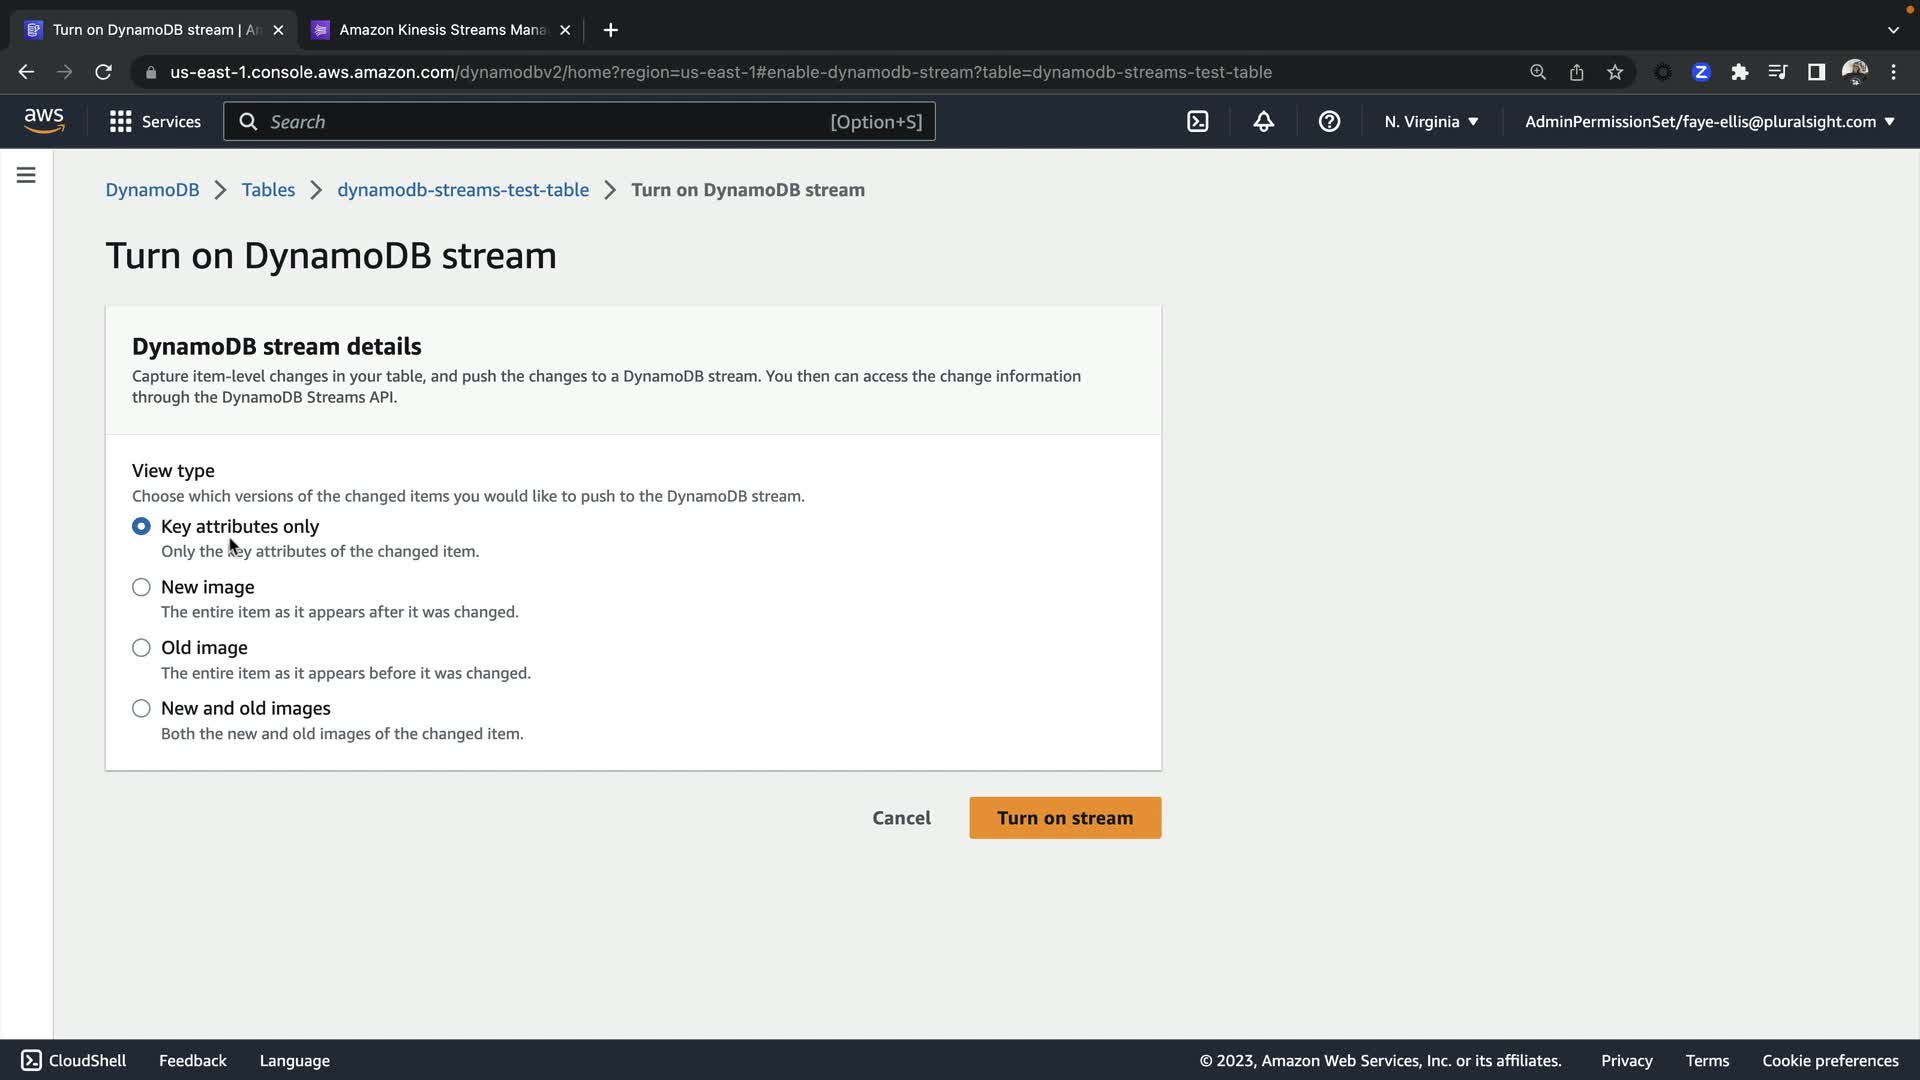 Turn on DynamoDB stream | An
Amazon Kinesis Streams Mana
us-east-1.console.aws.amazon.com/dynamodbv2/home?region=us-east-1#enable-dynamodb-stream?table=dynamodb-streams-test-table
Z
aws
Services
Search
[Option+S]
N. Virginia
AdminPermissionSet/faye-ellis@pluralsight.com
DynamoDB
Tables
dynamodb-streams-test-table
Turn on DynamoDB stream
Turn on DynamoDB stream
DynamoDB stream details
Capture item-level changes in your table, and push the changes to a DynamoDB stream. You then can access the change information
through the DynamoDB Streams API.
View type
Choose which versions of the changed items you would like to push to the DynamoDB stream.
Key attributes only
Only the key attributes of the changed item.
New image
The entire item as it appears after it was changed.
Old image
The entire item as it appears before it was changed.
New and old images
Both the new and old images of the changed item.
Cancel
Turn on stream
CloudShell
Feedback
Language
© 2023, Amazon Web Services, Inc. or its affiliates.
Privacy
Terms
Cookie preferences